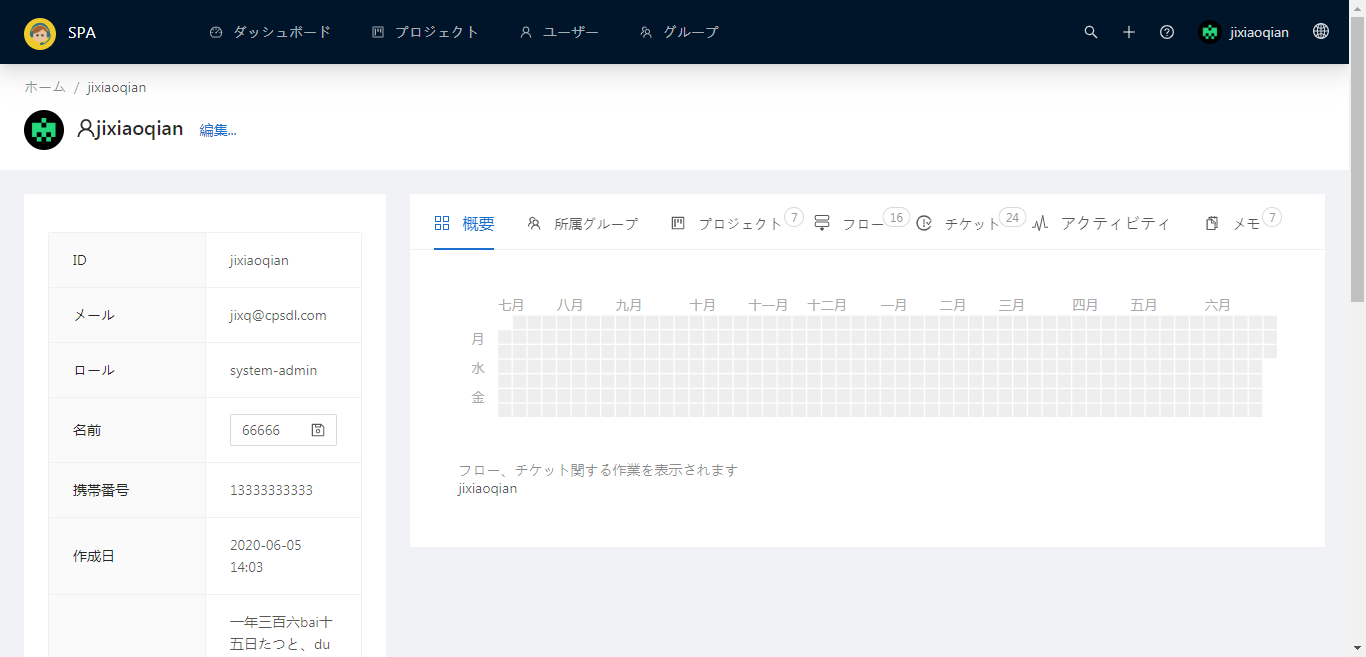 SPA ダッシュボード プロジェクト ユーザー グループ jixiaoqian
ホーム / jixiaoqian
jixiaoqian 編集...
概要 所属グループ プロジェクト 7 フロー 16 チケット 24 アクティビティ メモ 7
ID jixiaoqian
メール jixq@cpsdl.com
ロール system-admin
名前 66666
携帯番号 13333333333
作成日 2020-06-05
14:03
一年三百六bai十
五日たつと、du
七月 八月 九月 十月 十一月 十二月 一月 二月 三月 四月 五月 六月
月
水
金
フロー、チケット関する作業を表示されます
jixiaoqian